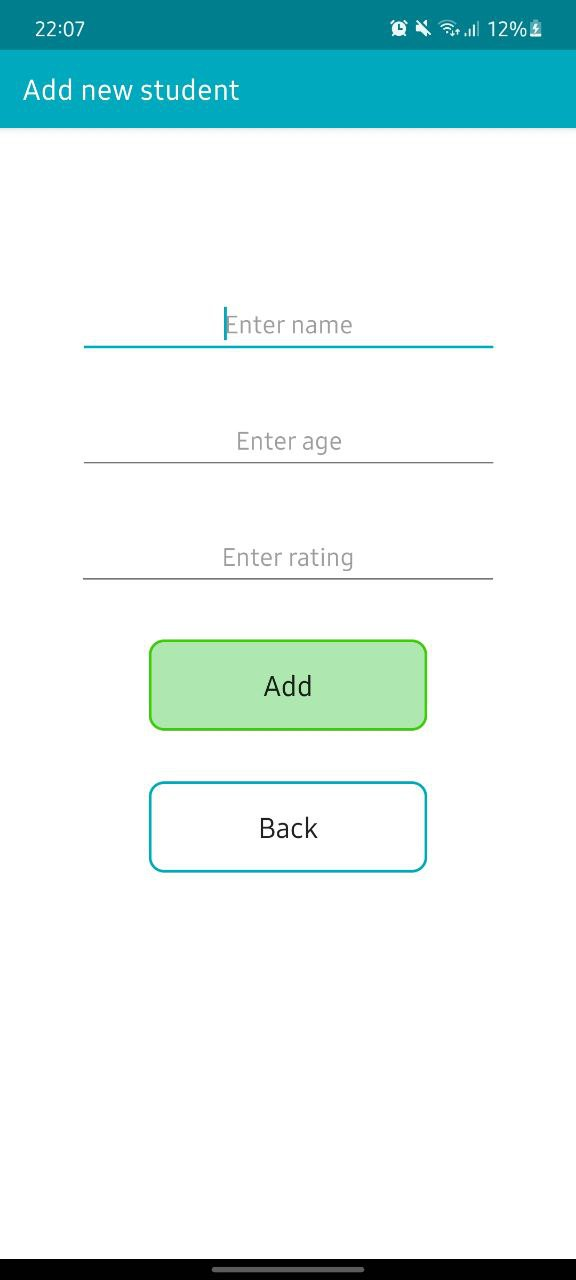 22:07 12%
Add new student
Enter name
Enter age
Enter rating
Add
Back